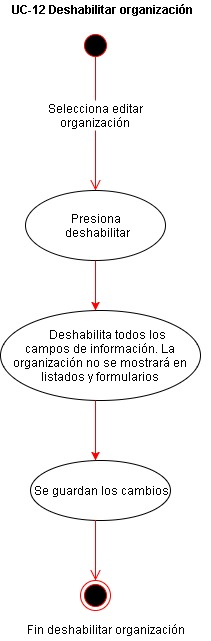 UC-12 Deshabilitar organización
Selecciona editar
organización
Presiona
deshabilitar
Deshabilita todos los
campos de información. La
organización no se mostrará en
listados y formularios
Se guardan los cambios
Fin deshabilitar organización